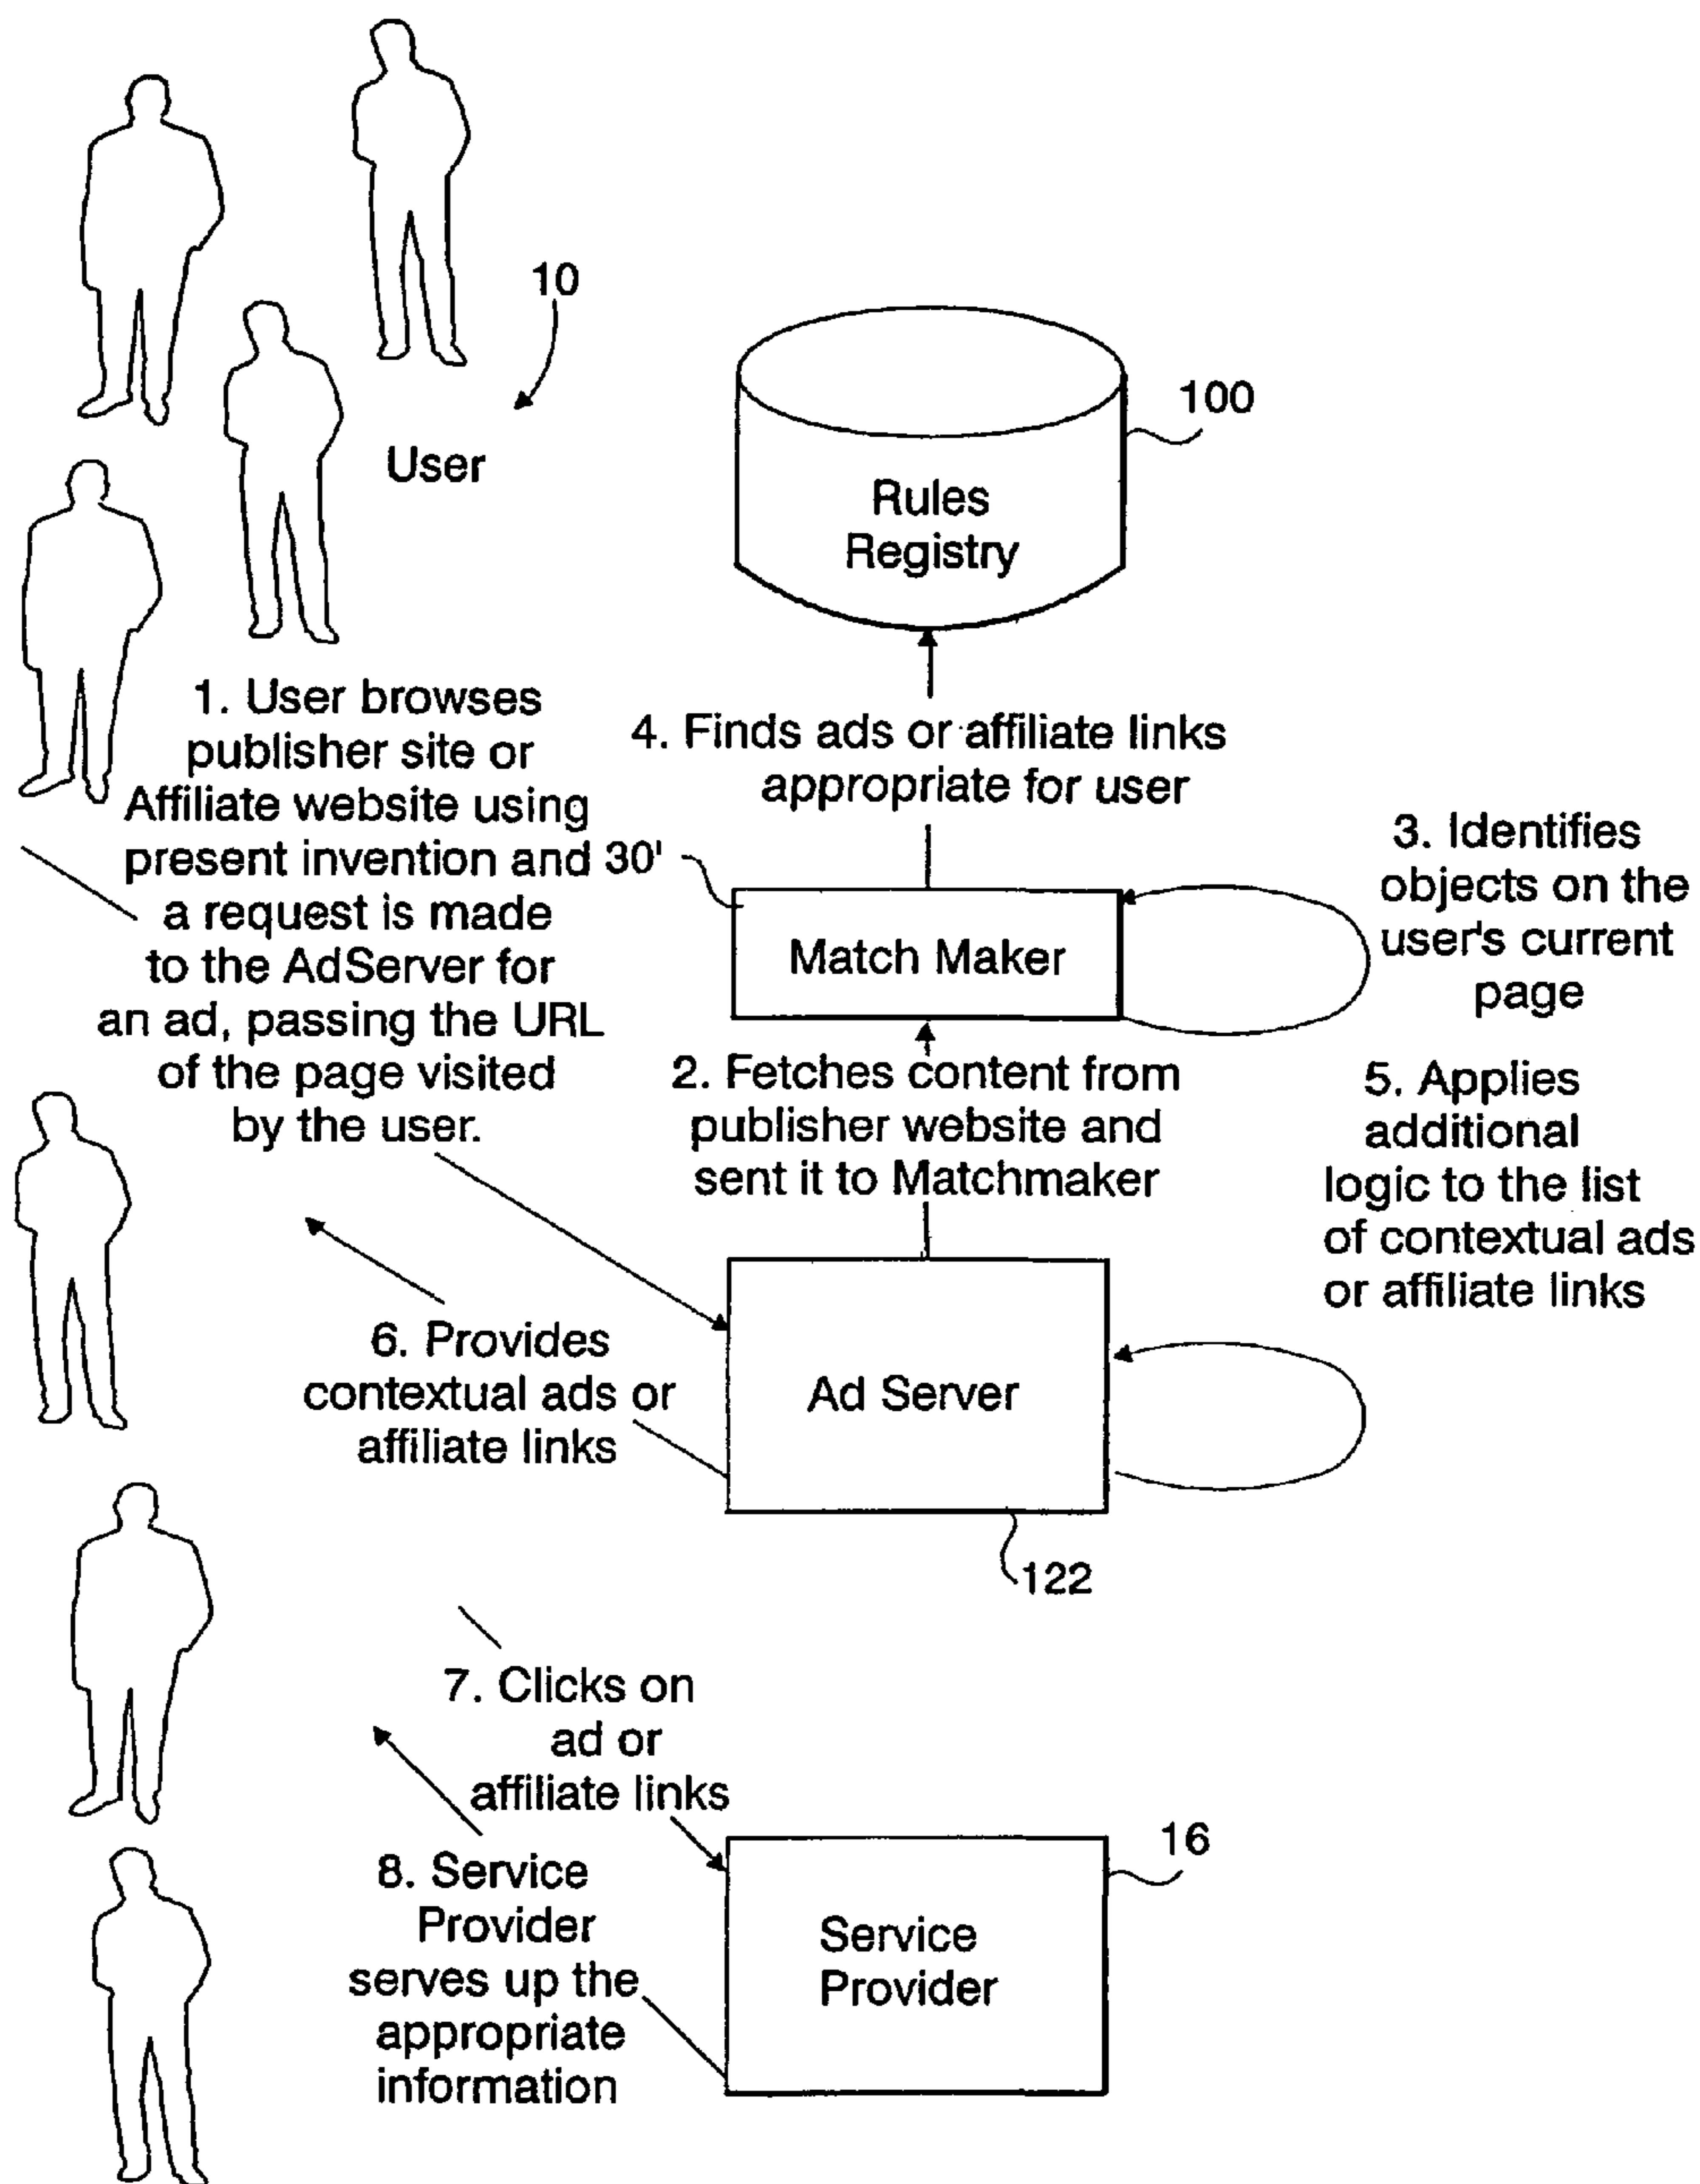 10
User
100
Rules
Registry
1. User browses
publisher site or
Affiliate website using
present invention and
a request is made
to the AdServer for
an ad, passing the URL
of the page visited
by the user.
4. Finds ads or affiliate links
appropriate for user
30'
Match Maker
3. Identifies
objects on the
user's current
page
2. Fetches content from
publisher website and
sent it to Matchmaker
5. Applies
additional
logic to the list
of contextual ads
or affiliate links
6. Provides
contextual ads or
affiliate links
Ad Server
122
7. Clicks on
ad or
affiliate links
16
8. Service
Provider
serves up the
appropriate
information
Service
Provider